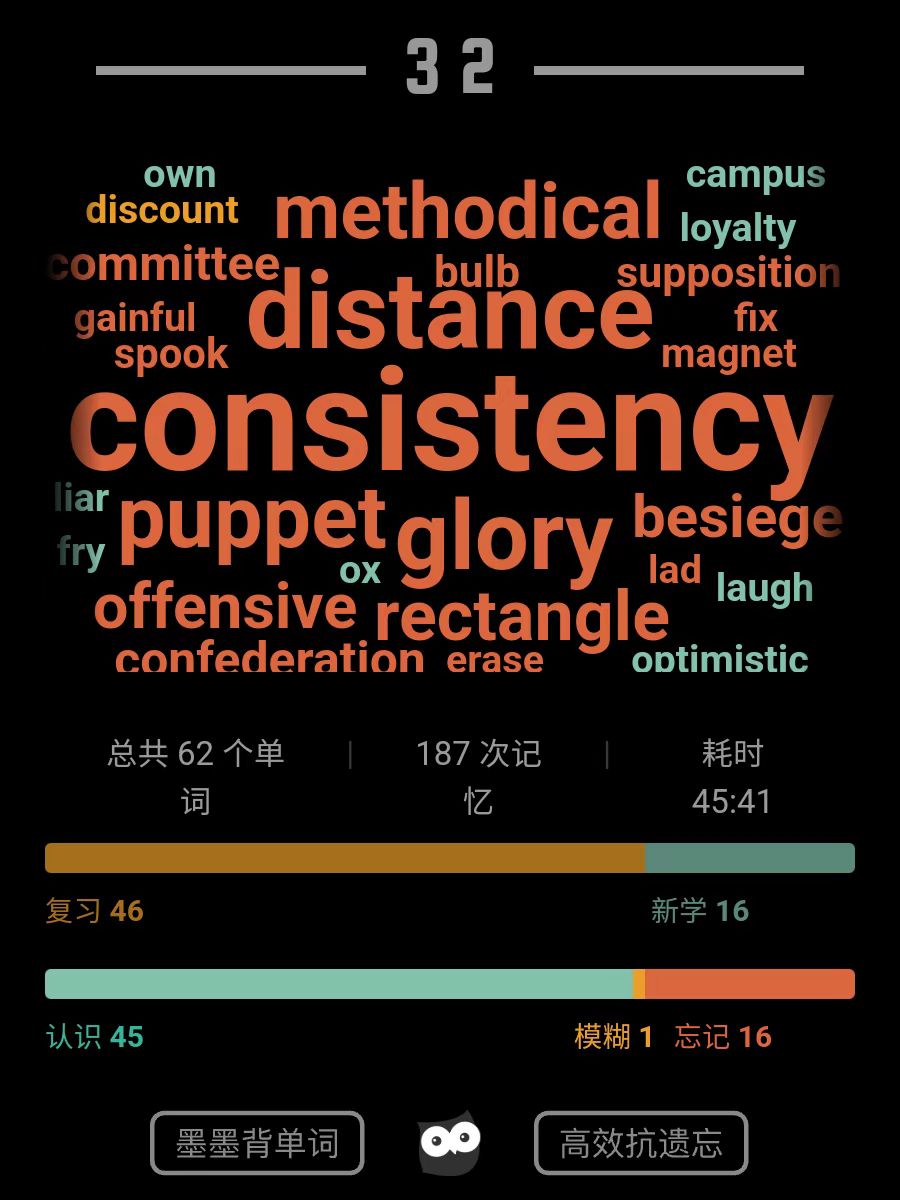 32
own
campus
discount
methodical
loyalty
committee
bulb
supposition
gainful
distance
fix
spook
magnet
consistency
liar
puppet
glory
besiege
fry
ox
lad
laugh
offensive
rectangle
confederation
erase
optimistic
总共 62 个单
词
187 次记
忆
耗时
45:41
复习 46
新学 16
认识 45
模糊 1
忘记 16
墨墨背单词
高效抗遗忘